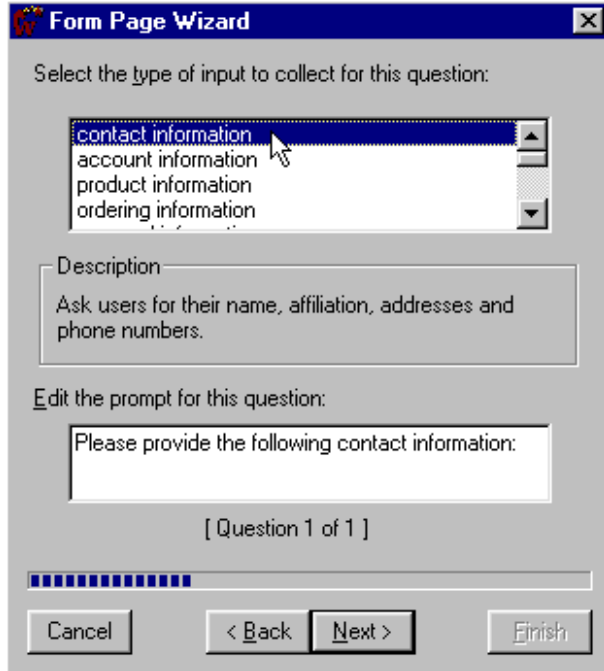 Form Page Wizard
Select the type of input to collect for this question:
contact information
account information
product information
ordering information
Description
Ask users for their name, affiliation, addresses and
phone numbers.
Edit the prompt for this question:
Please provide the following contact information:
[ Question 1 of 1 ]
Cancel
< Back
Next >
Finish